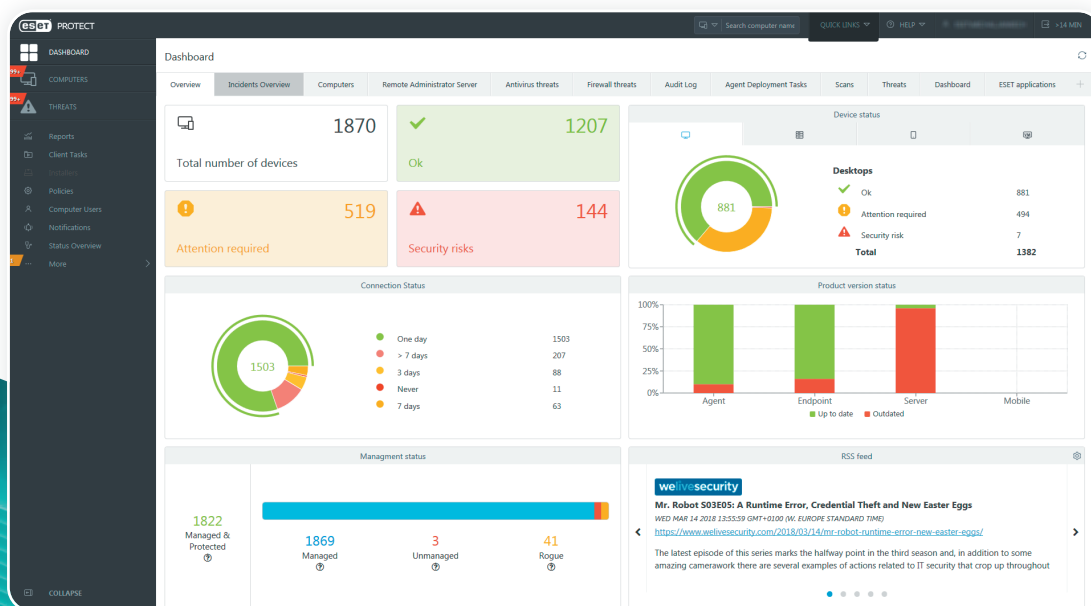 eset PROTECT
Search computer name
QUICK LINKS
HELP
>14 MIN
DASHBOARD
99+
COMPUTERS
99+
THREATS
Reports
Client Tasks
Installers
Policies
Computer Users
Notifications
Status Overview
More
COLLAPSE
Dashboard
Overview
Incidents Overview
Computers
Remote Administrator Server
Antivirus threats
Firewall threats
Audit Log
Agent Deployment Tasks
Scans
Threats
Dashboard
ESET applications
1870
Total number of devices
1207
Ok
519
Attention required
144
Security risks
Device status
881
Desktops
Ok 881
Attention required 494
Security risk 7
Total 1382
Connection Status
1503
One day 1503
> 7 days 207
3 days 88
Never 11
7 days 63
Product version status
100%
75%
50%
25%
0%
Agent Endpoint Server Mobile
Up to date Outdated
Managment status
1822
Managed &
Protected
1869
Managed
3
Unmanaged
41
Rogue
RSS feed
welivesecurity
Mr. Robot S03E05: A Runtime Error, Credential Theft and New Easter Eggs
WED MAR 14 2018 13:55:59 GMT+0100 (W. EUROPE STANDARD TIME)
https://www.welivesecurity.com/2018/03/14/mr-robot-runtime-error-new-easter-eggs/
The latest episode of this series marks the halfway point in the third season and, in addition to some
amazing camerawork there are several examples of actions related to IT security that crop up throughout